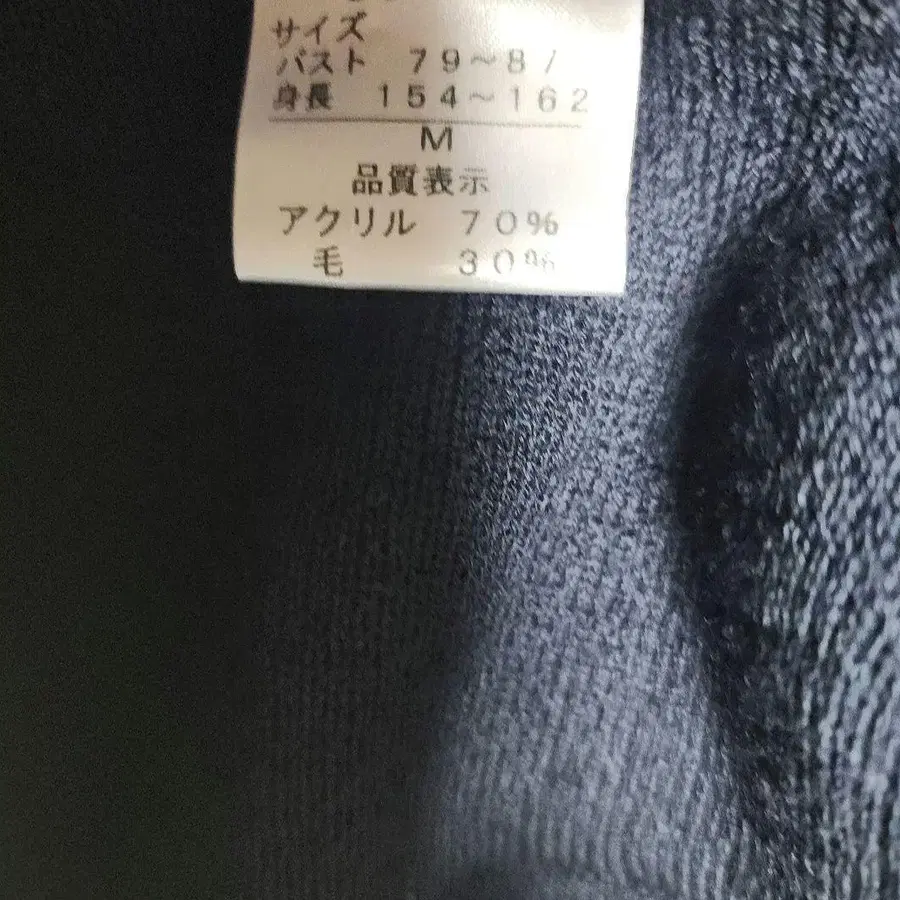 サイズ
バスト 79～87
身長 154～162
M
品質表示
アクリル 70%
毛 30%